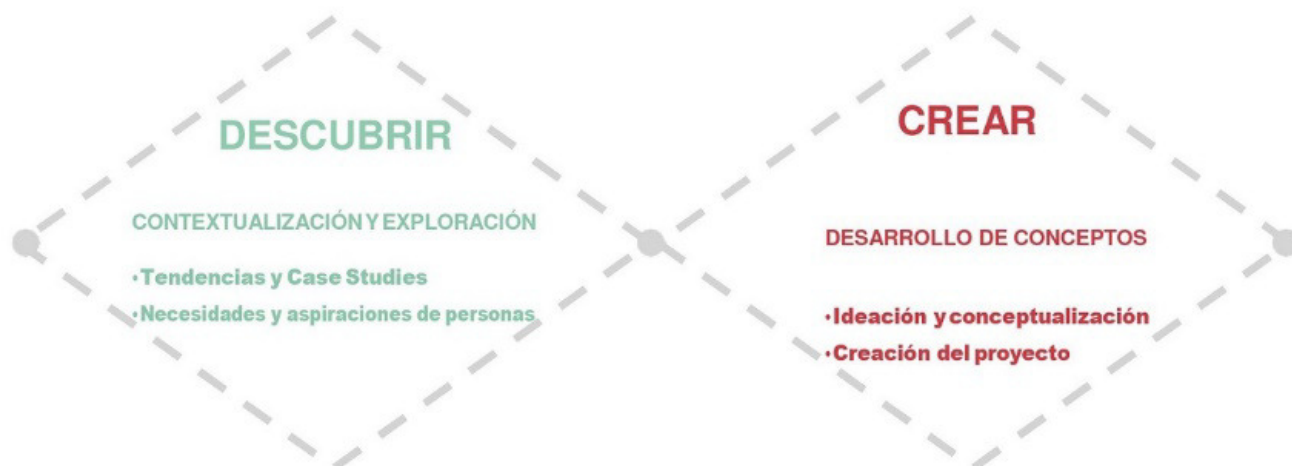 DESCUBRIR
CONTEXTUALIZACIÓN Y EXPLORACIÓN
•Tendencias y Case Studies
•Necesidades y aspiraciones de personas
CREAR
DESARROLLO DE CONCEPTOS
•Ideación y conceptualización
•Creación del proyecto